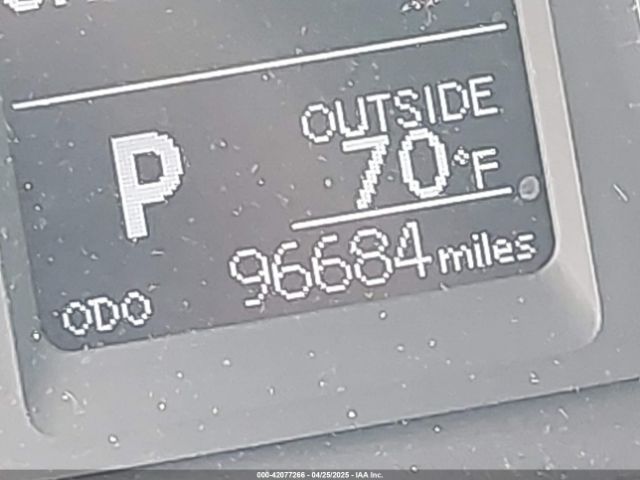 OUTSIDE
P 70°F
ODO 96684 miles
000-42077266 - 04/25/2025 - IAA Inc.